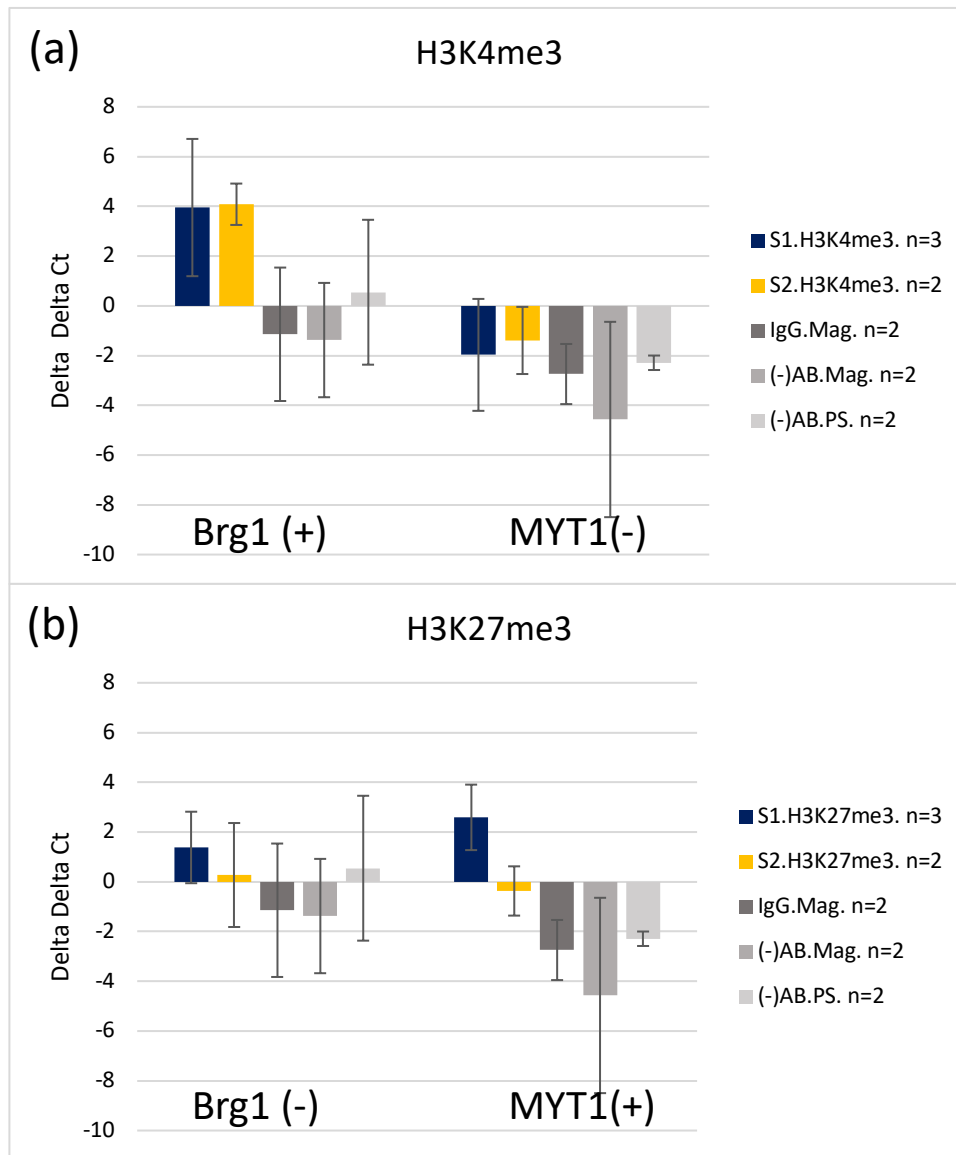 (a)
H3K4me3
Delta Delta Ct
8
6
4
2
0
-2
-4
-6
-8
-10
Brg1 (+)
MYT1(-)
S1.H3K4me3. n=3
S2.H3K4me3. n=2
IgG.Mag. n=2
(-)AB.Mag. n=2
(-)AB.PS. n=2
(b)
H3K27me3
Delta Delta Ct
8
6
4
2
0
-2
-4
-6
-8
-10
Brg1 (-)
MYT1(+)
S1.H3K27me3. n=3
S2.H3K27me3. n=2
IgG.Mag. n=2
(-)AB.Mag. n=2
(-)AB.PS. n=2